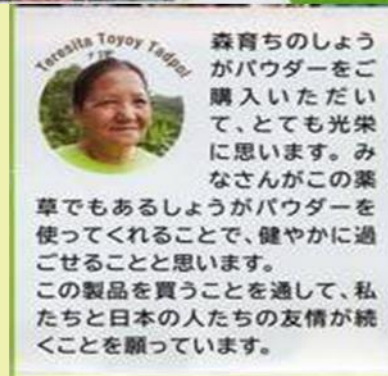 Teresita Toyoy Tadpol
森育ちのしょう
がパウダーをご
購入いただい
て、とても光栄
に思います。み
なさんがこの薬
草でもあるしょうがパウダーを
使ってくれることで、健やかに過
ごせることと思います。
この製品を買うことを通して、私
たちと日本の人たちの友情が続
くことを願っています。